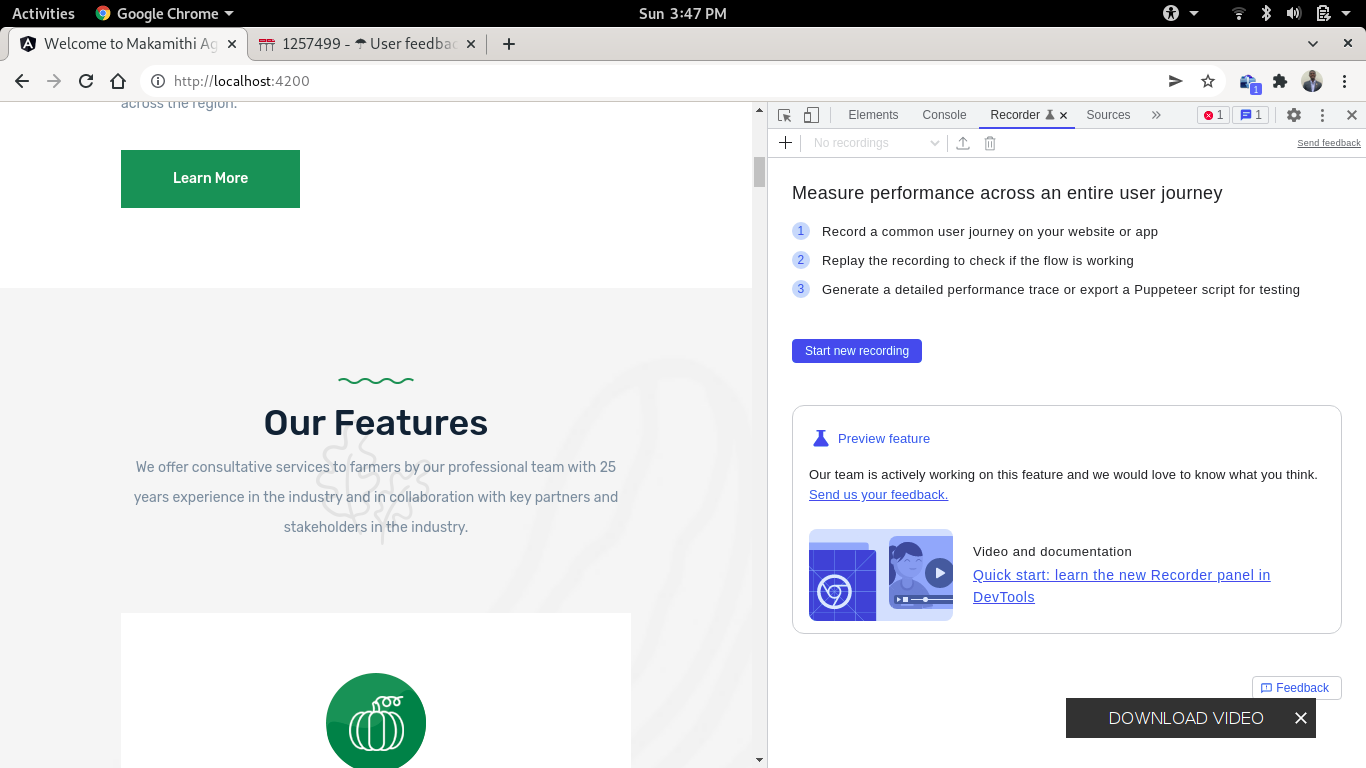 Activities Google Chrome Sun 3:47 PM
Welcome to Makamithi Ag 1257499 - ☂ User feedbac
http://localhost:4200 1
across the region.
Learn More
Our Features
We offer consultative services to farmers by our professional team with 25
years experience in the industry and in collaboration with key partners and
stakeholders in the industry.
Elements Console Recorder Sources 1 1
No recordings Send feedback
Measure performance across an entire user journey
1 Record a common user journey on your website or app
2 Replay the recording to check if the flow is working
3 Generate a detailed performance trace or export a Puppeteer script for testing
Start new recording
Preview feature
Our team is actively working on this feature and we would love to know what you think.
Send us your feedback.
Video and documentation
Quick start: learn the new Recorder panel in
DevTools
Feedback
DOWNLOAD VIDEO